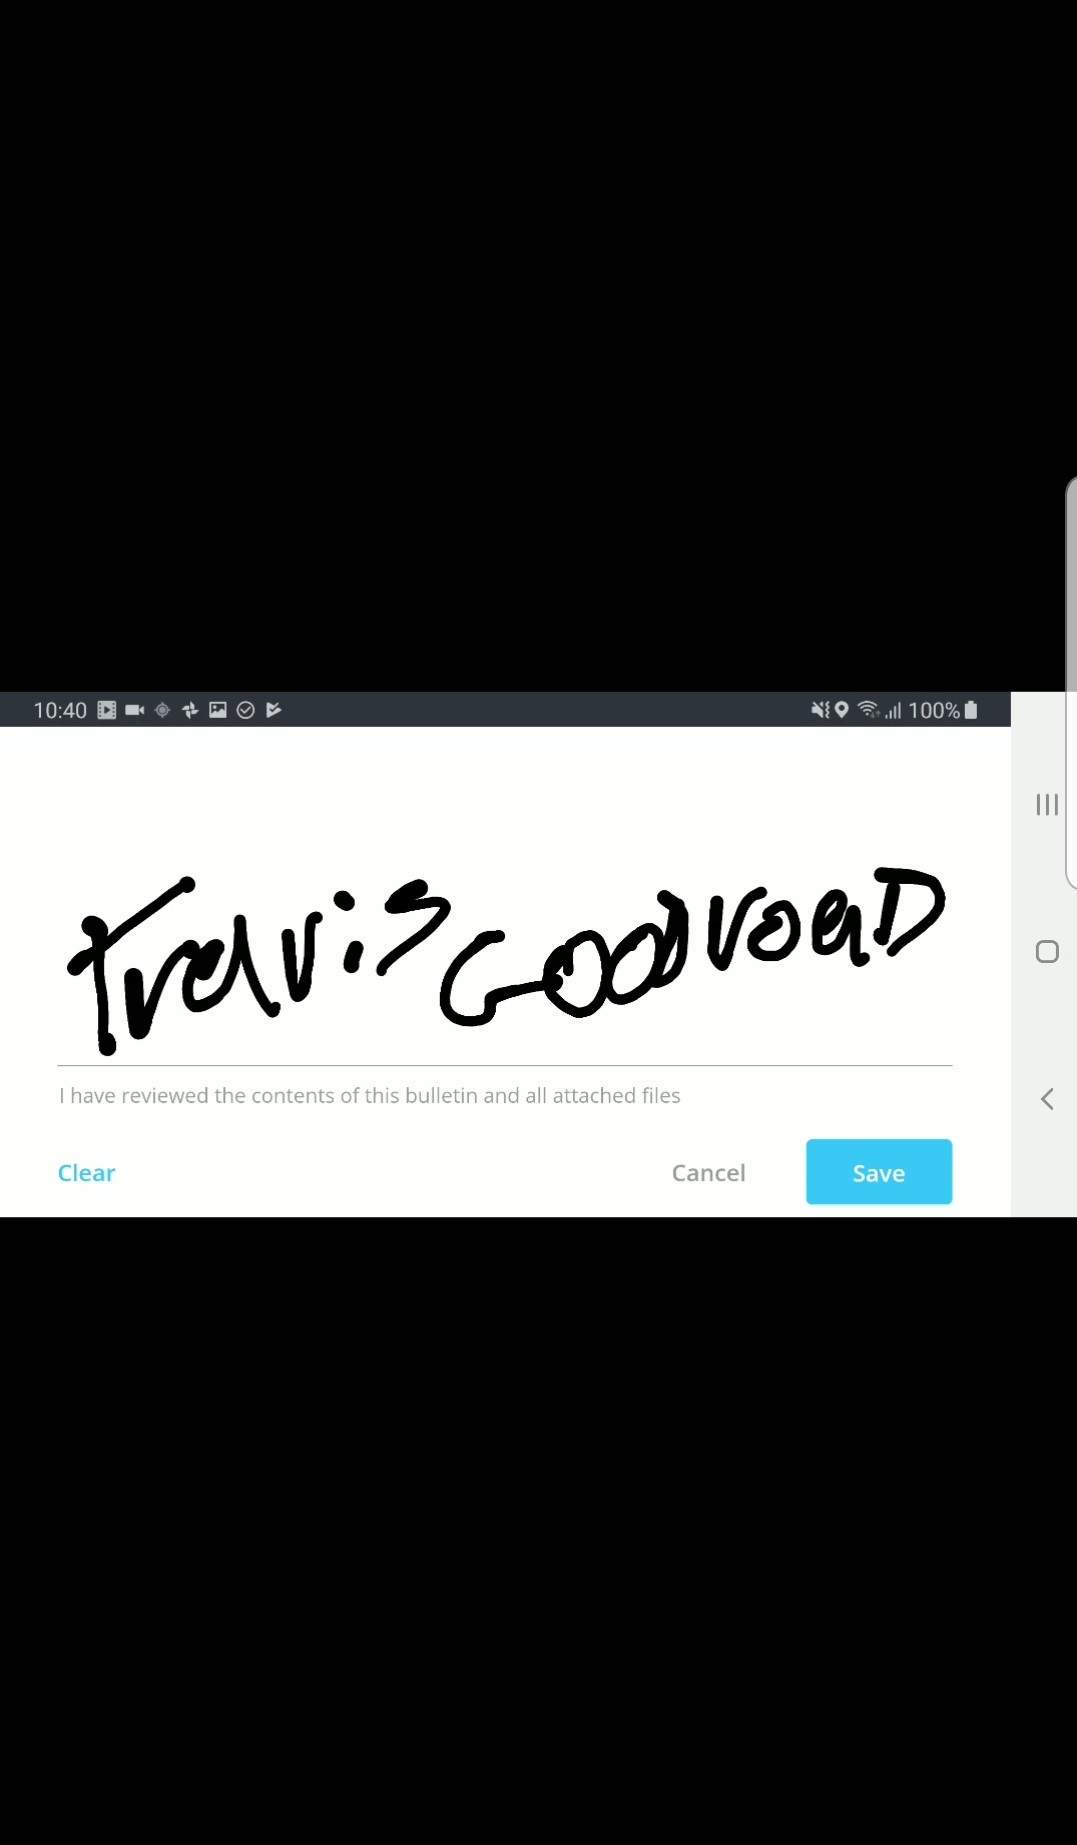 10:40 100%
Travis Goodroad
I have reviewed the contents of this bulletin and all attached files
Clear Cancel Save